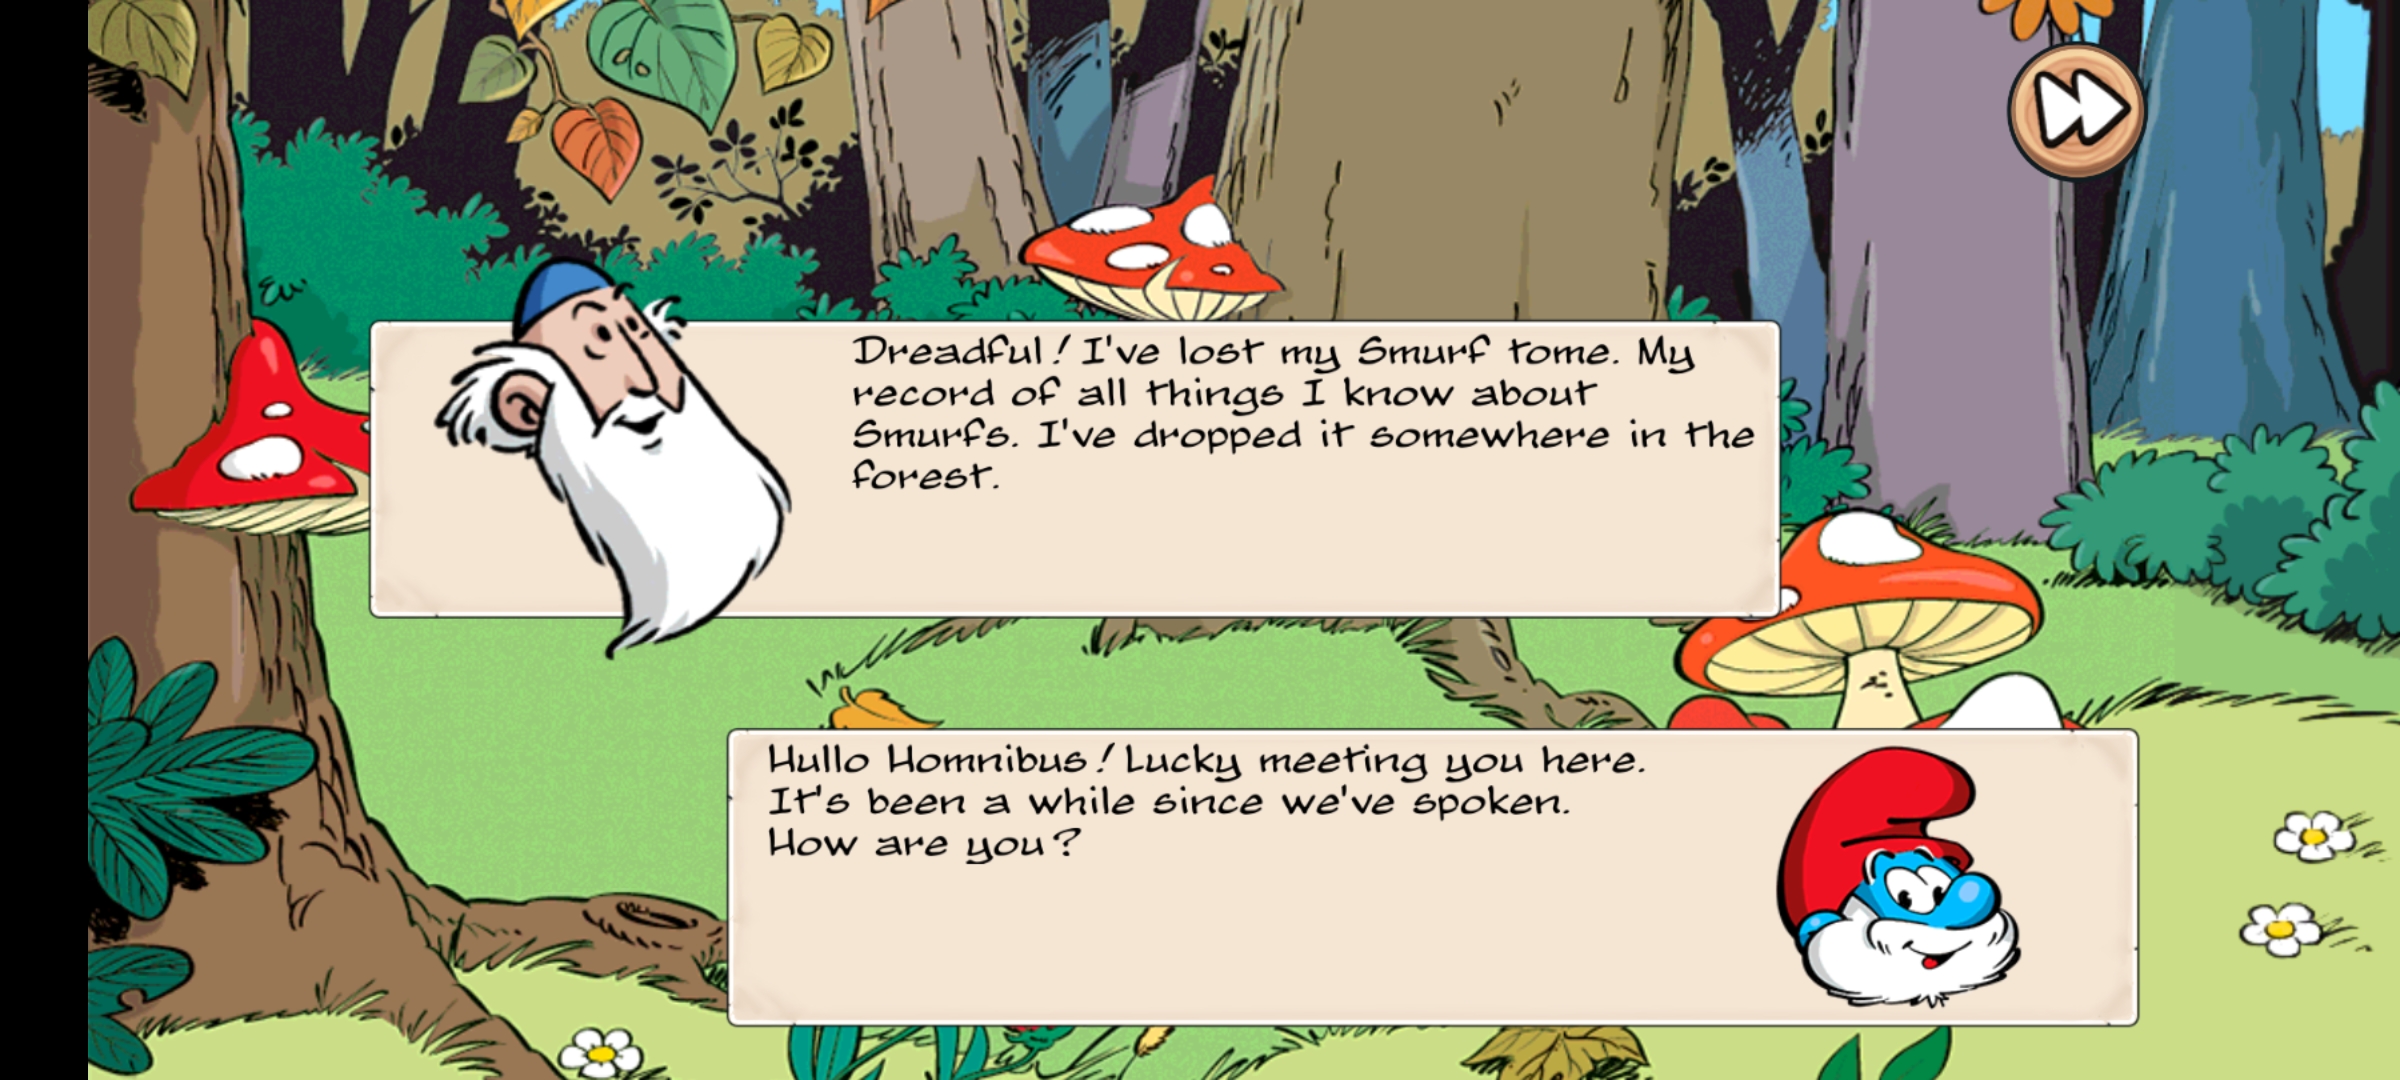 Dreadful! I've lost my Smurf tome. My
record of all things I know about
Smurfs. I've dropped it somewhere in the
forest.
Hullo Homnibus! Lucky meeting you here.
It's been a while since we've spoken.
How are you?